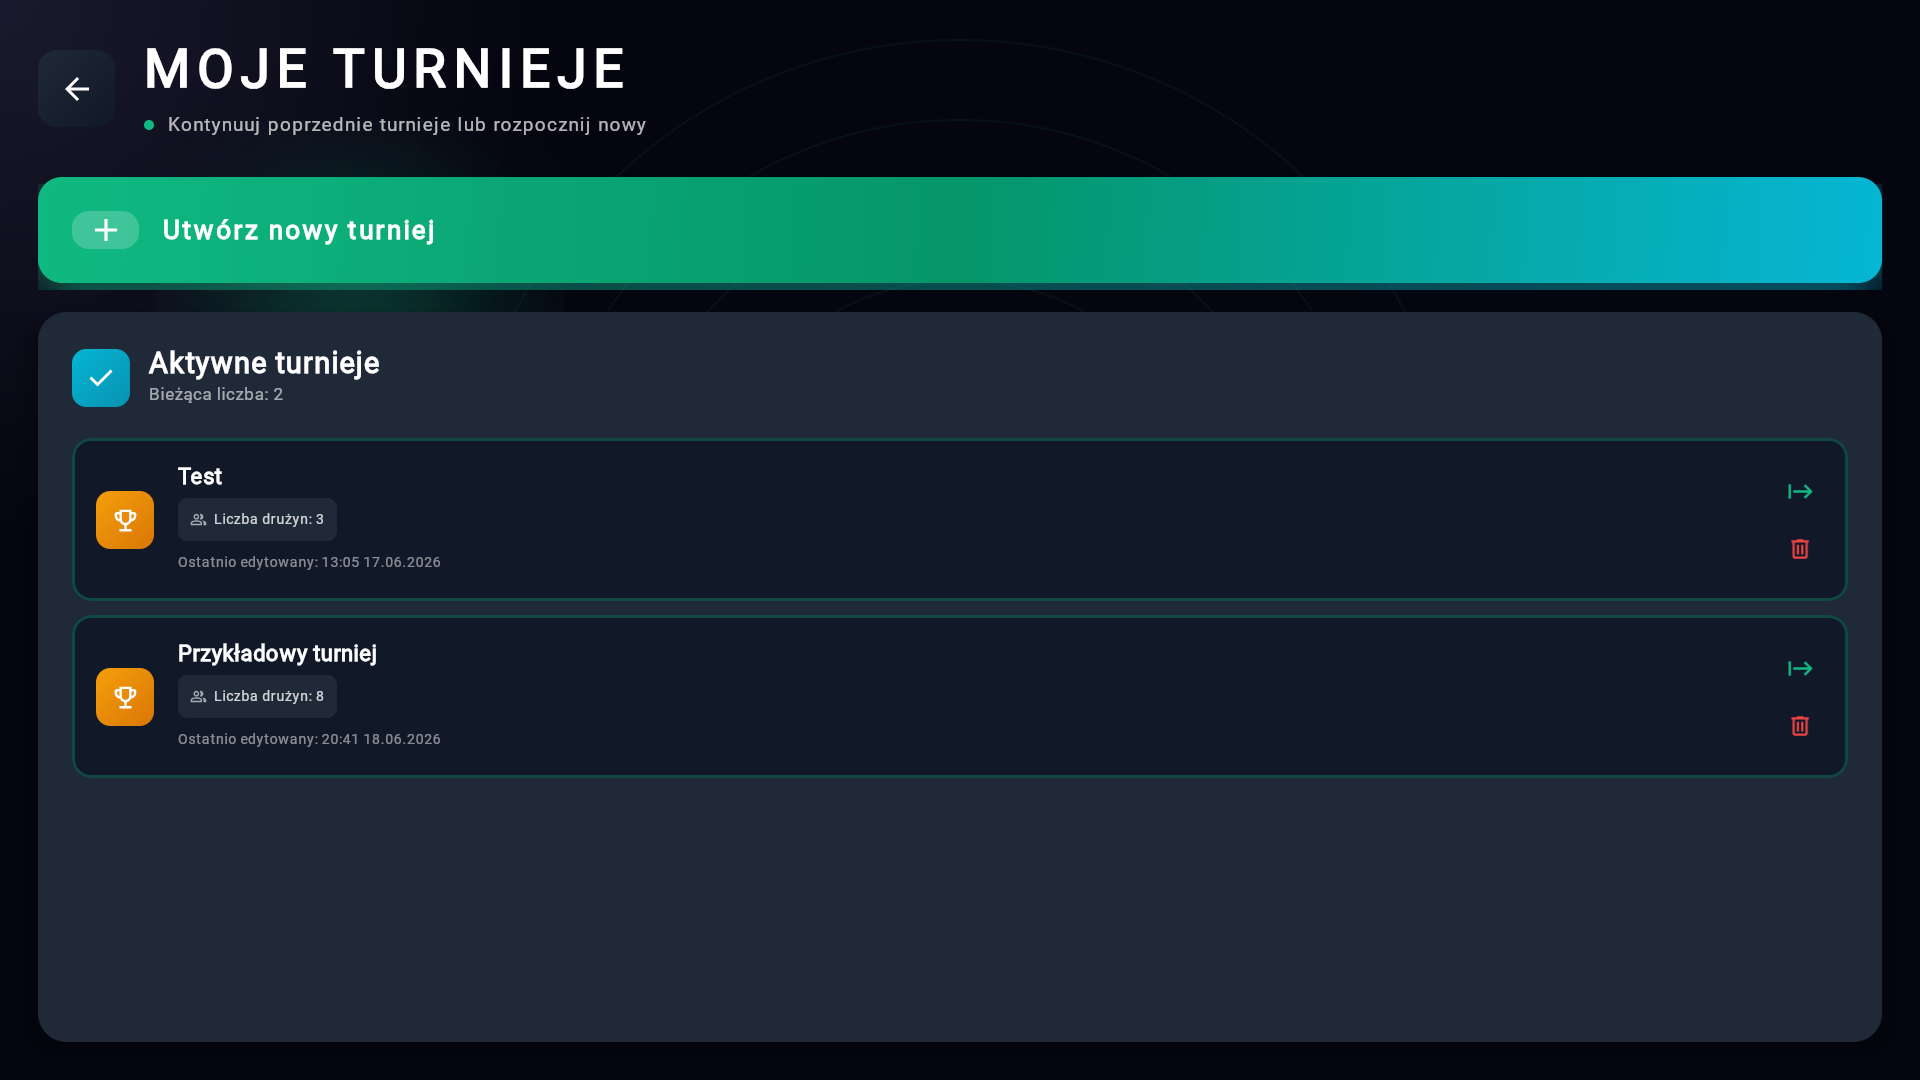 MOJE TURNIEJE
Kontynuuj poprzednie turnieje lub rozpocznij nowy
Utwórz nowy turniej
Aktywne turnieje
Bieżąca liczba: 2
Test
Liczba drużyn: 3
Ostatnio edytowany: 13:05 17.06.2026
Przykładowy turniej
Liczba drużyn: 8
Ostatnio edytowany: 20:41 18.06.2026